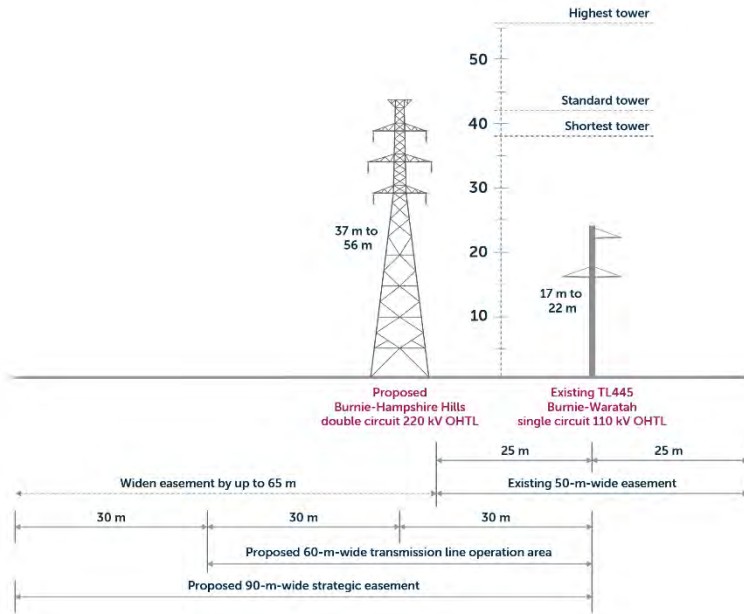 Highest tower
50
Standard tower
40
Shortest tower
30
37 m to
56 m
20
17 m to
22 m
10
Proposed
Burnie-Hampshire Hills
double circuit 220 kV OHTL
Existing TL445
Burnie-Waratah
single circuit 110 kV OHTL
25 m
25 m
Widen easement by up to 65 m
Existing 50-m-wide easement
30 m
30 m
30 m
Proposed 60-m-wide transmission line operation area
Proposed 90-m-wide strategic easement